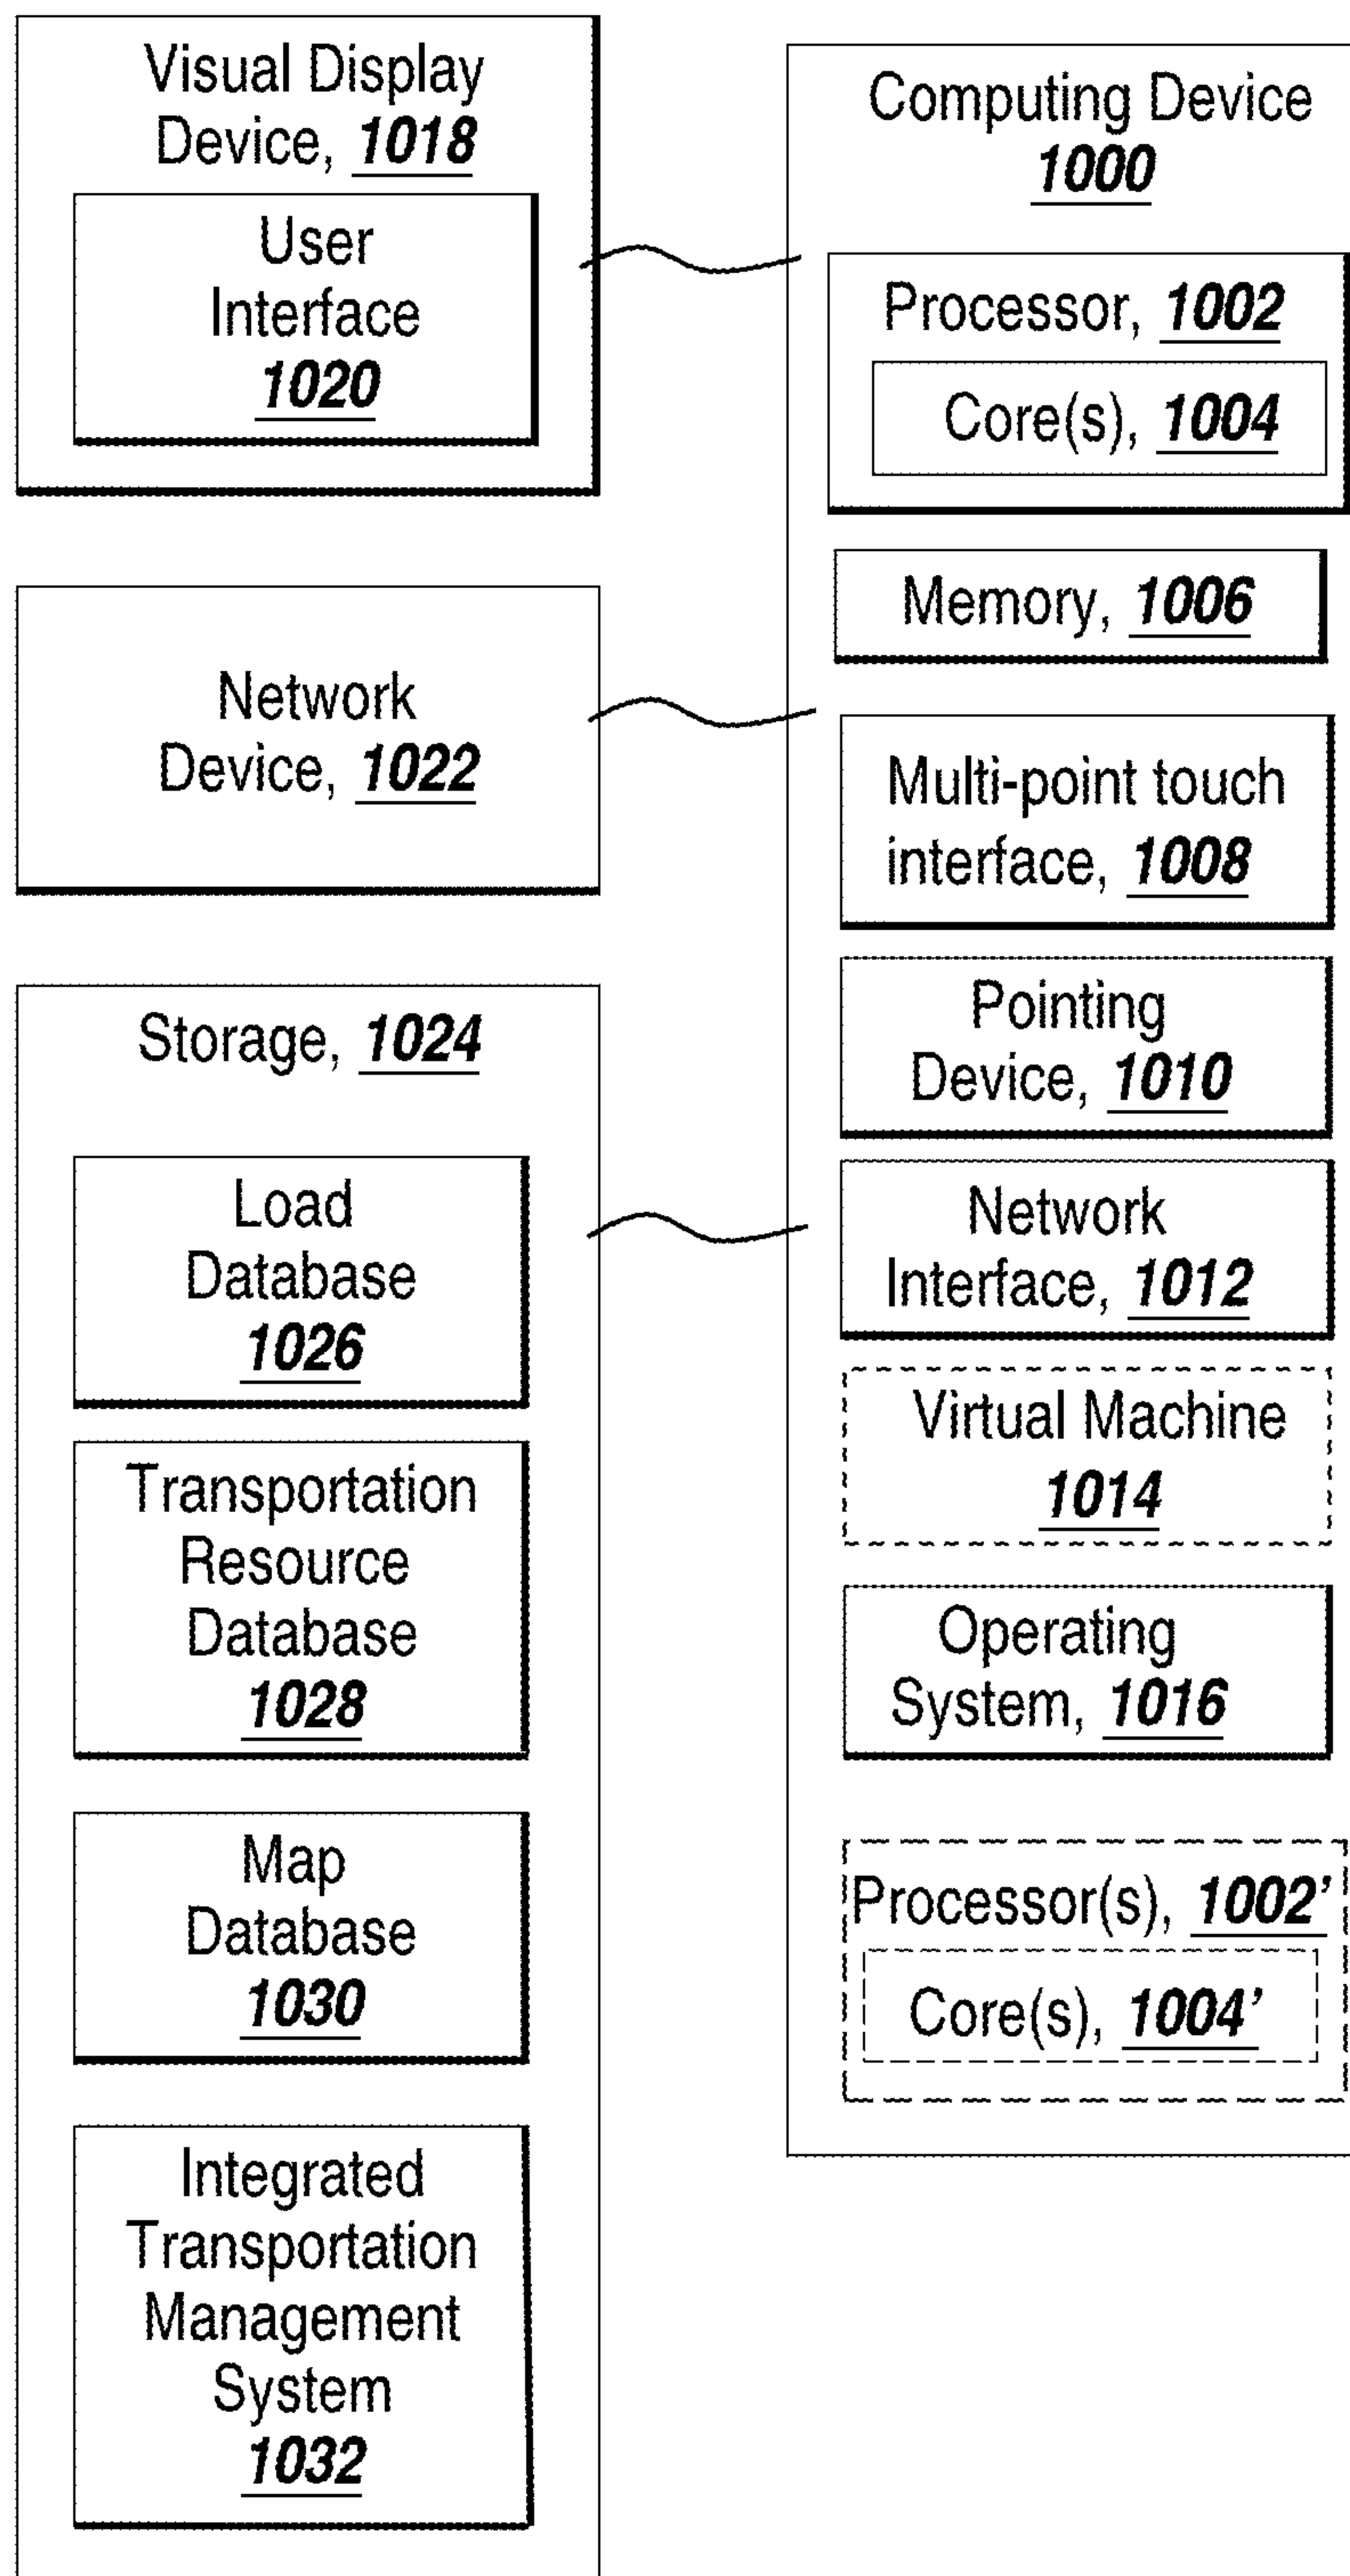 Visual Display
Device, 1018
User
Interface
1020
Network
Device, 1022
Storage, 1024
Load
Database
1026
Transportation
Resource
Database
1028
Map
Database
1030
Integrated
Transportation
Management
System
1032
Computing Device
1000
Processor, 1002
Core(s), 1004
Memory, 1006
Multi-point touch
interface, 1008
Pointing
Device, 1010
Network
Interface, 1012
Virtual Machine
1014
Operating
System, 1016
Processor(s), 1002’
Core(s), 1004’